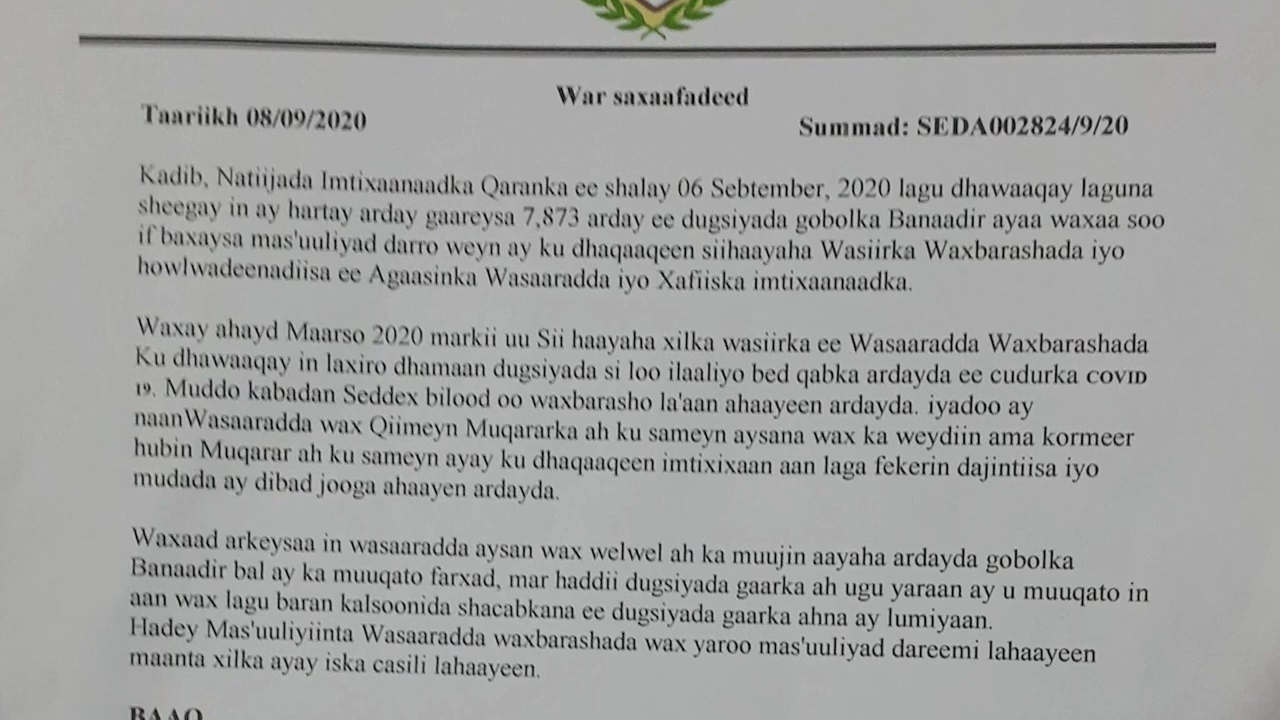 War saxaafadeed
Taariikh 08/09/2020
Summad: SEDA002824/9/20
Kadib, Natiijada Imtixaanaadka Qaranka ee shalay 06 Sebtember, 2020 lagu dhawaaqay laguna
sheegay in ay hartay arday gaareysa 7,873 arday ee dugsiyada gobolka Banaadir ayaa waxaa soo
if baxaysa mas'uuliyad darro weyn ay ku dhaqaaqeen siihaayaha Wasiirka Waxbarashada iyo
howlwadeenadiisa ee Agaasinka Wasaaradda iyo Xafiiska imtixaanaadka.
Waxay ahayd Maarso 2020 markii uu Sii haayaha xilka wasiirka ee Wasaaradda Waxbarashada
Ku dhawaaqay in laxiro dhamaan dugsiyada si loo ilaaliyo bed qabka ardayda ee cudurka COVID
19. Muddo kabadan Seddex bilood oo waxbarasho la'aan ahaayeen ardayda. iyadoo ay
naanWasaaradda wax Qiimeyn Muqararka ah ku sameyn aysana wax ka weydiin ama kormeer
hubin Muqarar ah ku sameyn ayay ku dhaqaaqeen imtixixaan aan laga fekerin dajintiisa iyo
mudada ay dibad jooga ahaayen ardayda.
Waxaad arkeysaa in wasaaradda aysan wax welwel ah ka muujin aayaha ardayda gobolka
Banaadir bal ay ka muuqato farxad, mar haddii dugsiyada gaarka ah ugu yaraan ay u muuqato in
aan wax lagu baran kalsoonida shacabkana ee dugsiyada gaarka ahna ay lumiyaan.
Hadey Mas'uuliyiinta Wasaaradda waxbarashada wax yaroo mas'uuliyad dareemi lahaayeen
maanta xilka ayay iska casili lahaayeen.
BAAQ